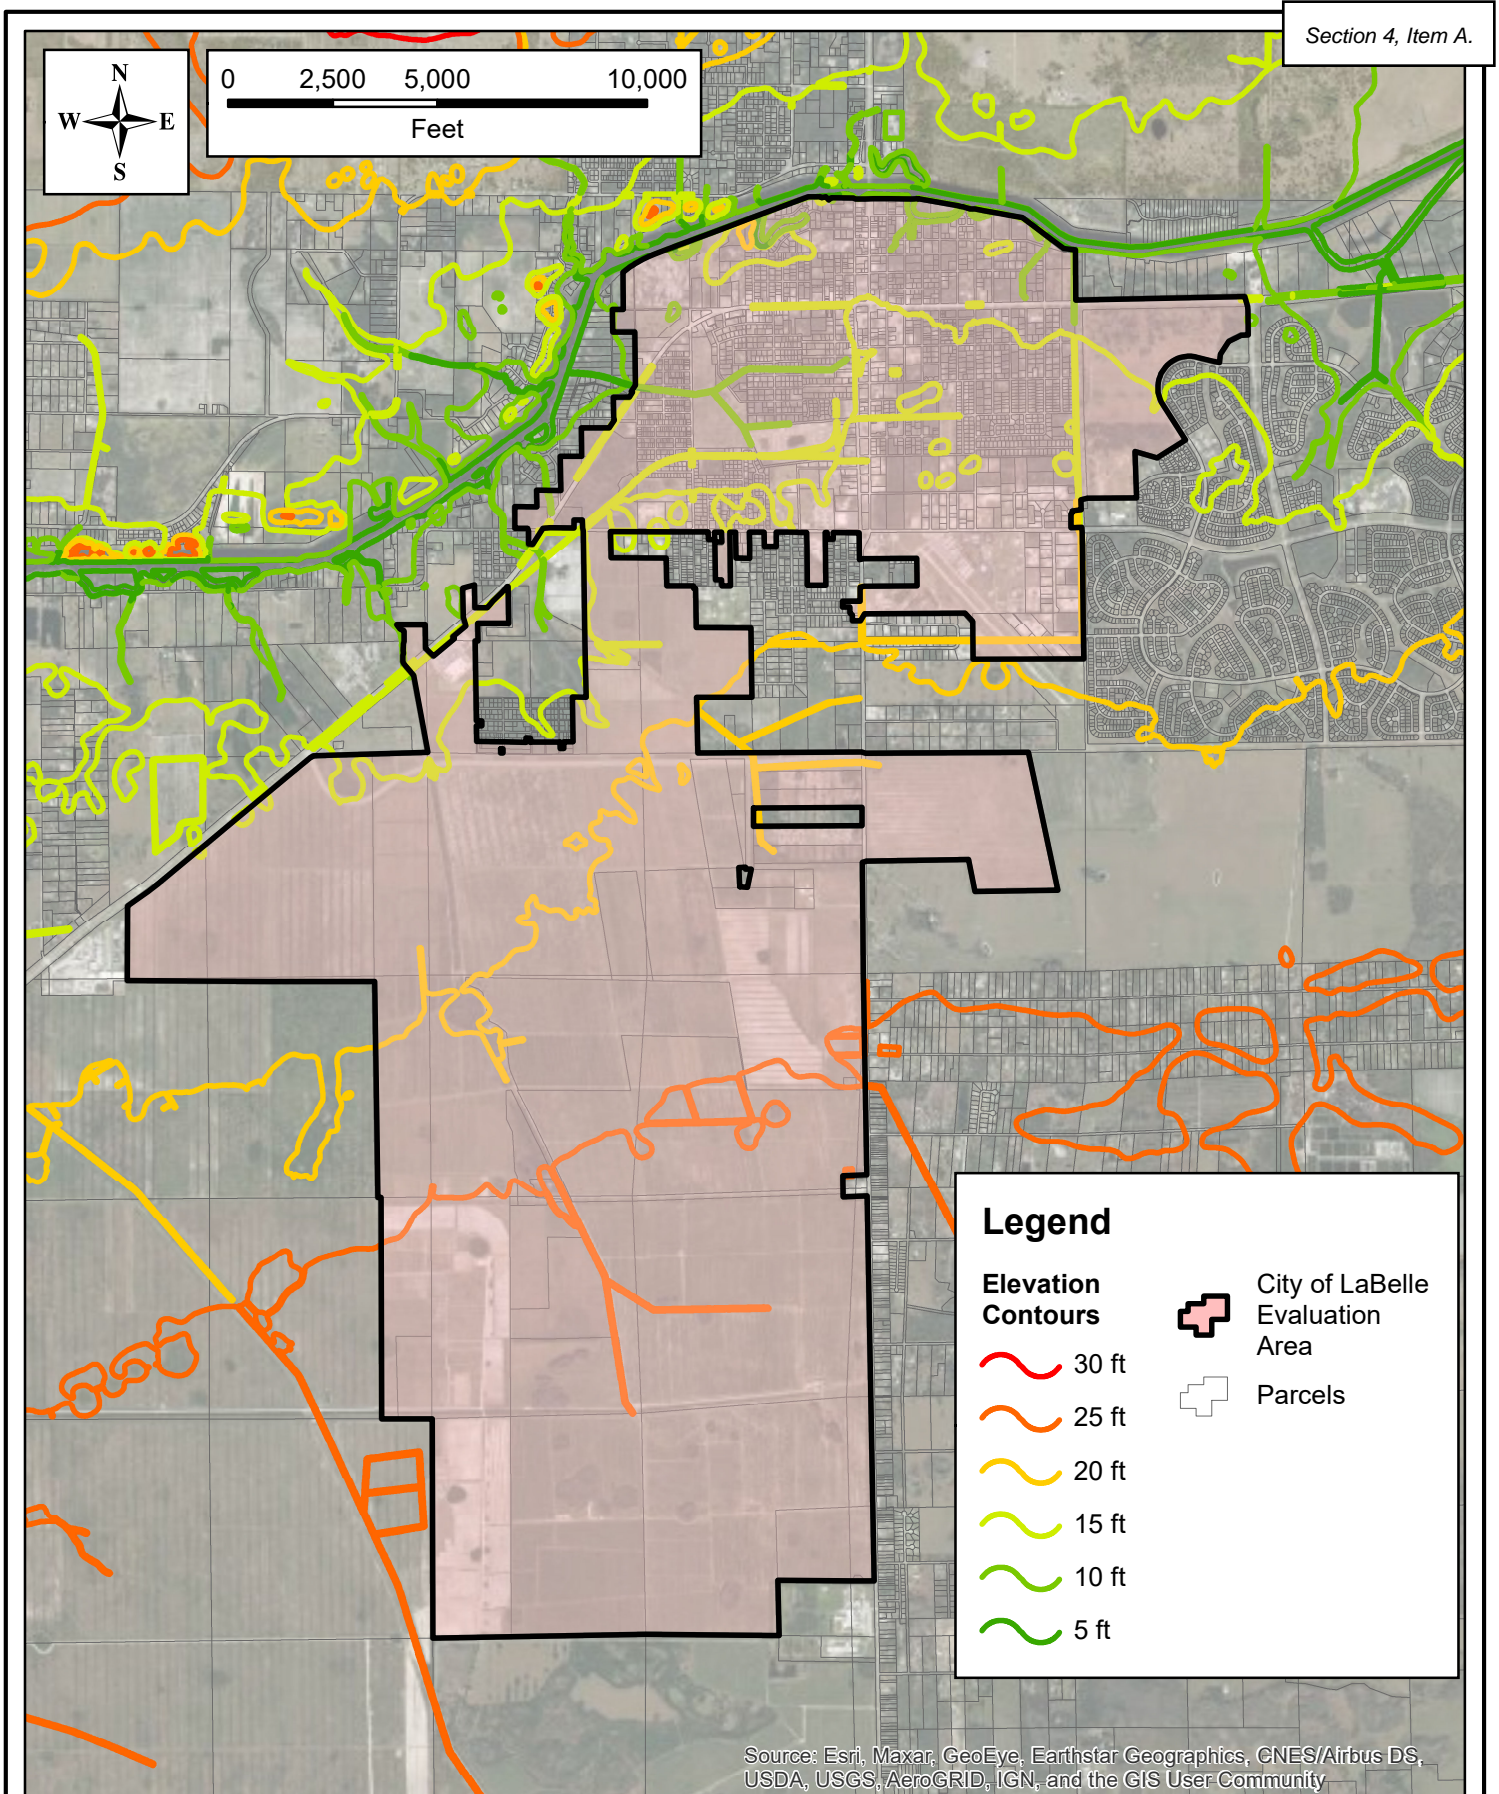 Section 4, Item A.
N
W E
S
0 2,500 5,000 10,000
Feet
Legend
Elevation
Contours
30 ft
25 ft
20 ft
15 ft
10 ft
5 ft
City of LaBelle
Evaluation
Area
Parcels
Source: Esri, Maxar, GeoEye, Earthstar Geographics, CNES/Airbus DS,
USDA, USGS, AeroGRID, IGN, and the GIS User Community